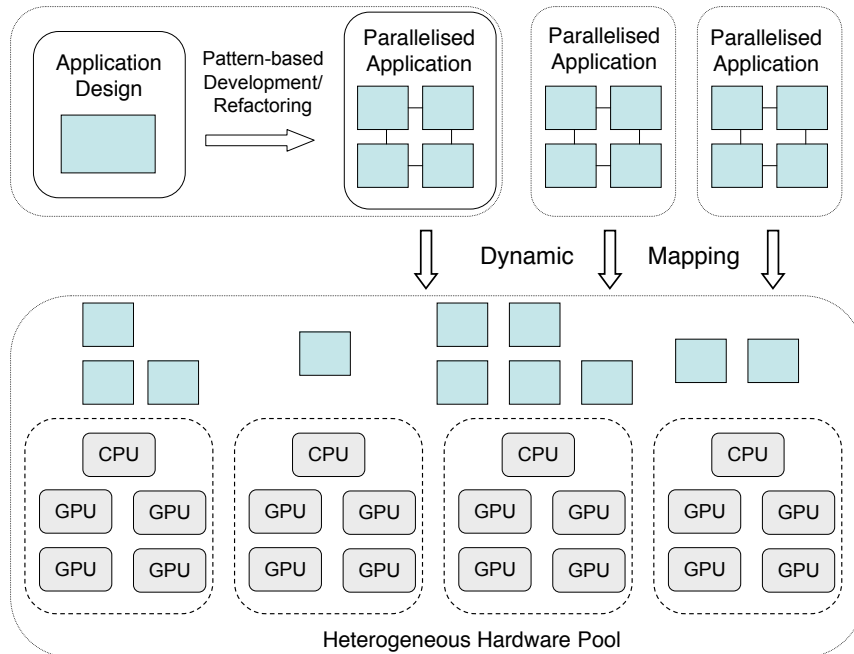 Application
Design
Pattern-based
Development/
Refactoring
Parallelised
Application
Parallelised
Application
Parallelised
Application
Dynamic
Mapping
CPU
GPU
GPU
GPU
GPU
CPU
GPU
GPU
GPU
GPU
CPU
GPU
GPU
GPU
GPU
CPU
GPU
GPU
GPU
GPU
Heterogeneous Hardware Pool